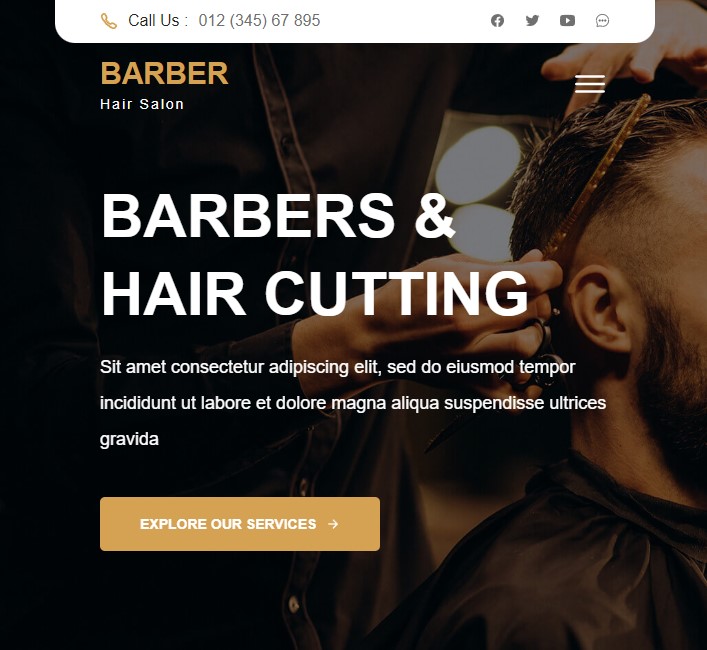 Call Us : 012 (345) 67 895
BARBER
Hair Salon
BARBERS &
HAIR CUTTING
Sit amet consectetur adipiscing elit, sed do eiusmod tempor
incididunt ut labore et dolore magna aliqua suspendisse ultrices
gravida
EXPLORE OUR SERVICES →